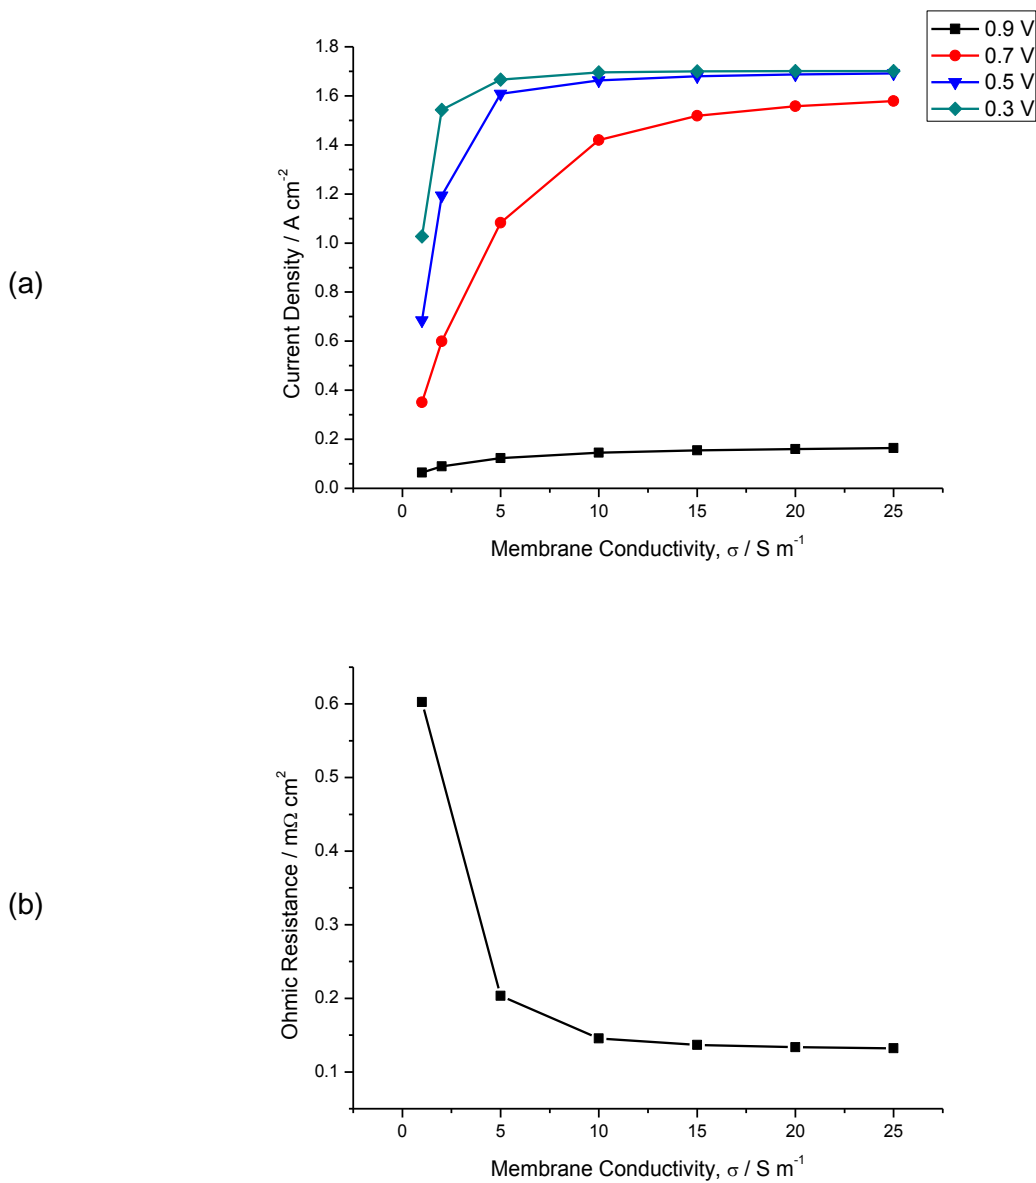 0.9 V
0.7 V
0.5 V
0.3 V
(a)
Current Density / A cm⁻²
1.8
1.6
1.4
1.2
1.0
1.8
0.6
0.4
0.2
0.0
0
5
10
15
20
25
Membrane Conductivity, σ / S m⁻¹
(b)
Ohmic Resistance / mΩ cm²
0.6
0.5
0.4
0.3
0.2
0.1
0
5
10
15
20
25
Membrane Conductivity, σ / S m⁻¹